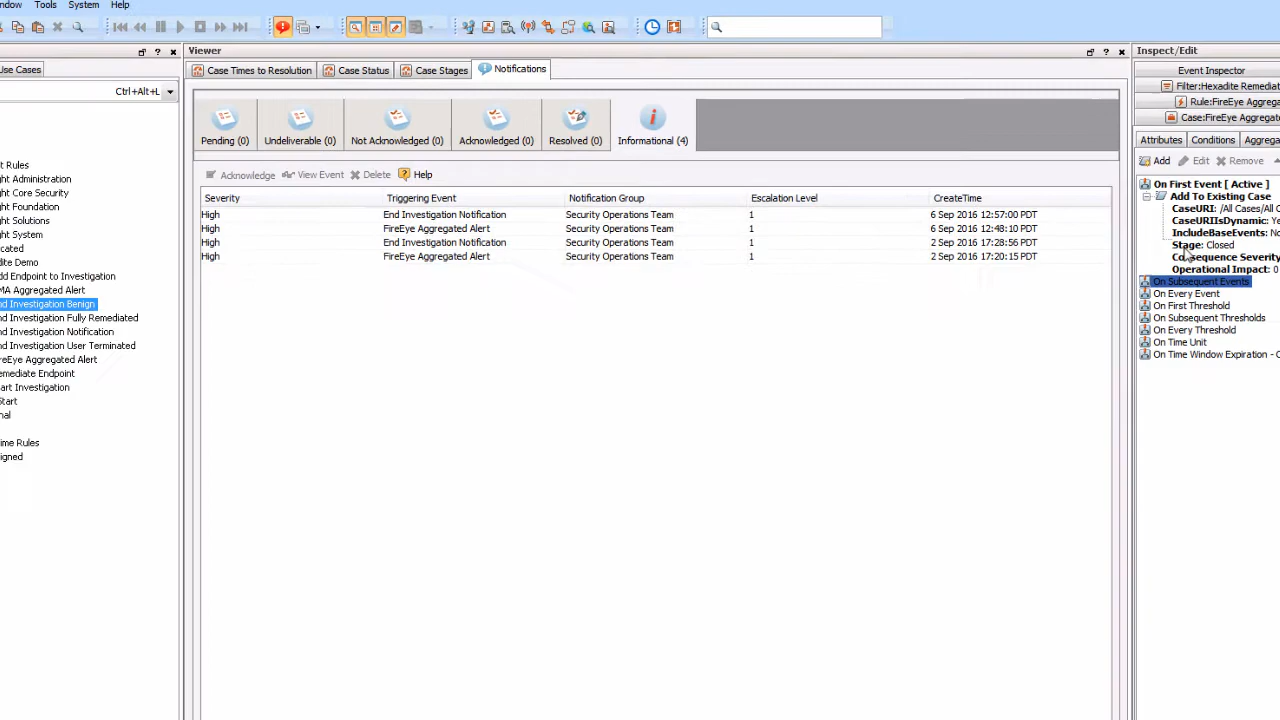 ndow Tools System Help
Viewer
Inspect/Edit
se Cases
Ctrl+Alt+L
Case Times to Resolution Case Status Case Stages Notifications
Event Inspector
Filter:Hexadite Remediat
Rule:FireEye Aggrega
Case:FireEye Aggregate
Pending (0) Undeliverable (0) Not Acknowledged (0) Acknowledged (0) Resolved (0) Informational (4)
Attributes Conditions Aggrega
Acknowledge View Event Delete Help
Add Edit Remove
Severity Triggering Event Notification Group Escalation Level CreateTime
High End Investigation Notification Security Operations Team 1 6 Sep 2016 12:57:00 PDT
High FireEye Aggregated Alert Security Operations Team 1 6 Sep 2016 12:48:10 PDT
High End Investigation Notification Security Operations Team 1 2 Sep 2016 17:28:56 PDT
High FireEye Aggregated Alert Security Operations Team 1 2 Sep 2016 17:20:15 PDT
t Rules
ght Administration
ght Core Security
ght Foundation
ght Solutions
ght System
cated
dite Demo
dd Endpoint to Investigation
MA Aggregated Alert
nd Investigation Benign
nd Investigation Fully Remediated
nd Investigation Notification
nd Investigation User Terminated
reEye Aggregated Alert
emediate Endpoint
art Investigation
Start
nal
ime Rules
signed
On First Event [ Active ]
Add To Existing Case
CaseURI: /All Cases/All C
CaseURIIsDynamic: Ye
IncludeBaseEvents: No
Stage: Closed
Consequence Severity
Operational Impact: 0
On Subsequent Events
On Every Event
On First Threshold
On Subsequent Thresholds
On Every Threshold
On Time Unit
On Time Window Expiration - C